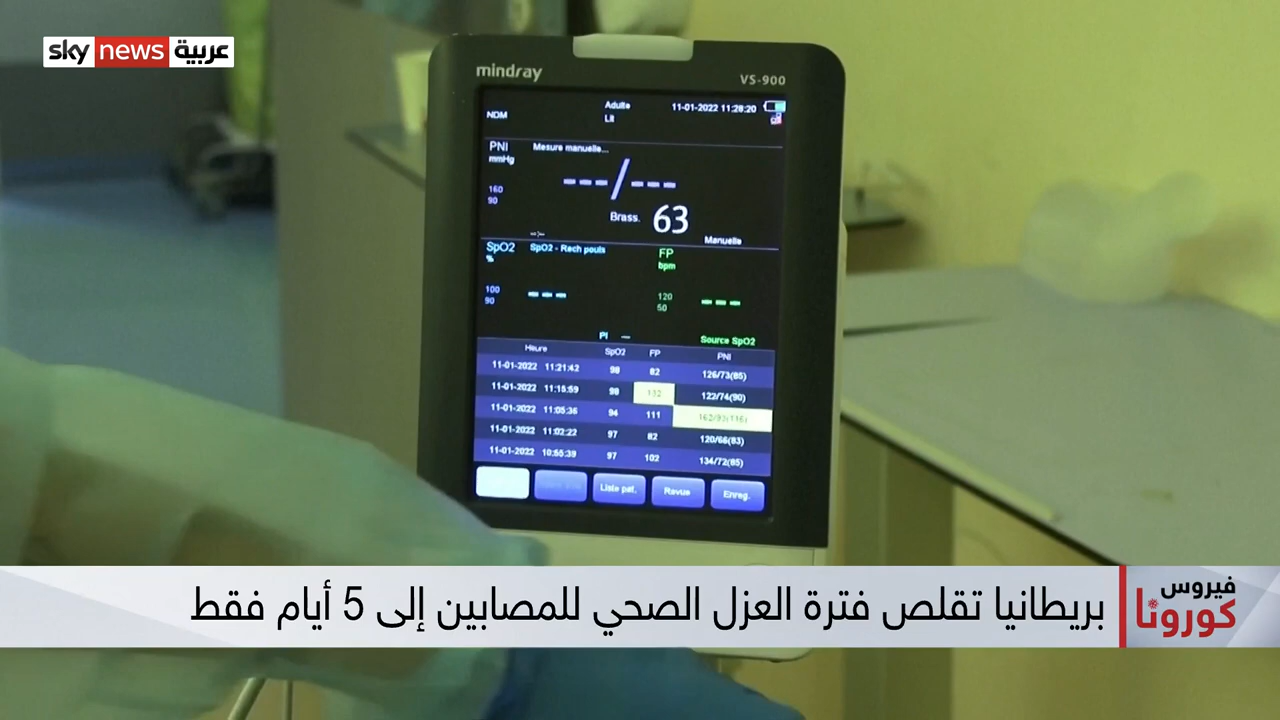 sky news عربية
mindray VS-900
NDM Adulte 11-01-2022 11:28:20
Lit
PNI Mesure manuelle...
mmHg
---/---
160
90
Brass. 63
Manuelle
--:--
SpO2 SpO2 - Rech pouls FP
% bpm
100 --- 120 ---
90 50
PI -- Source SpO2
Heure SpO2 FP PNI
11-01-2022 11:21:42 98 82 126/73(85)
11-01-2022 11:15:59 98 132 122/74(90)
11-01-2022 11:05:36 94 111 162/93(116)
11-01-2022 11:02:22 97 82 120/66(83)
11-01-2022 10:55:39 97 102 134/72(85)
Liste pat. Revue Enreg.
فيروس
كورونا
بريطانيا تقلص فترة العزل الصحي للمصابين إلى 5 أيام فقط